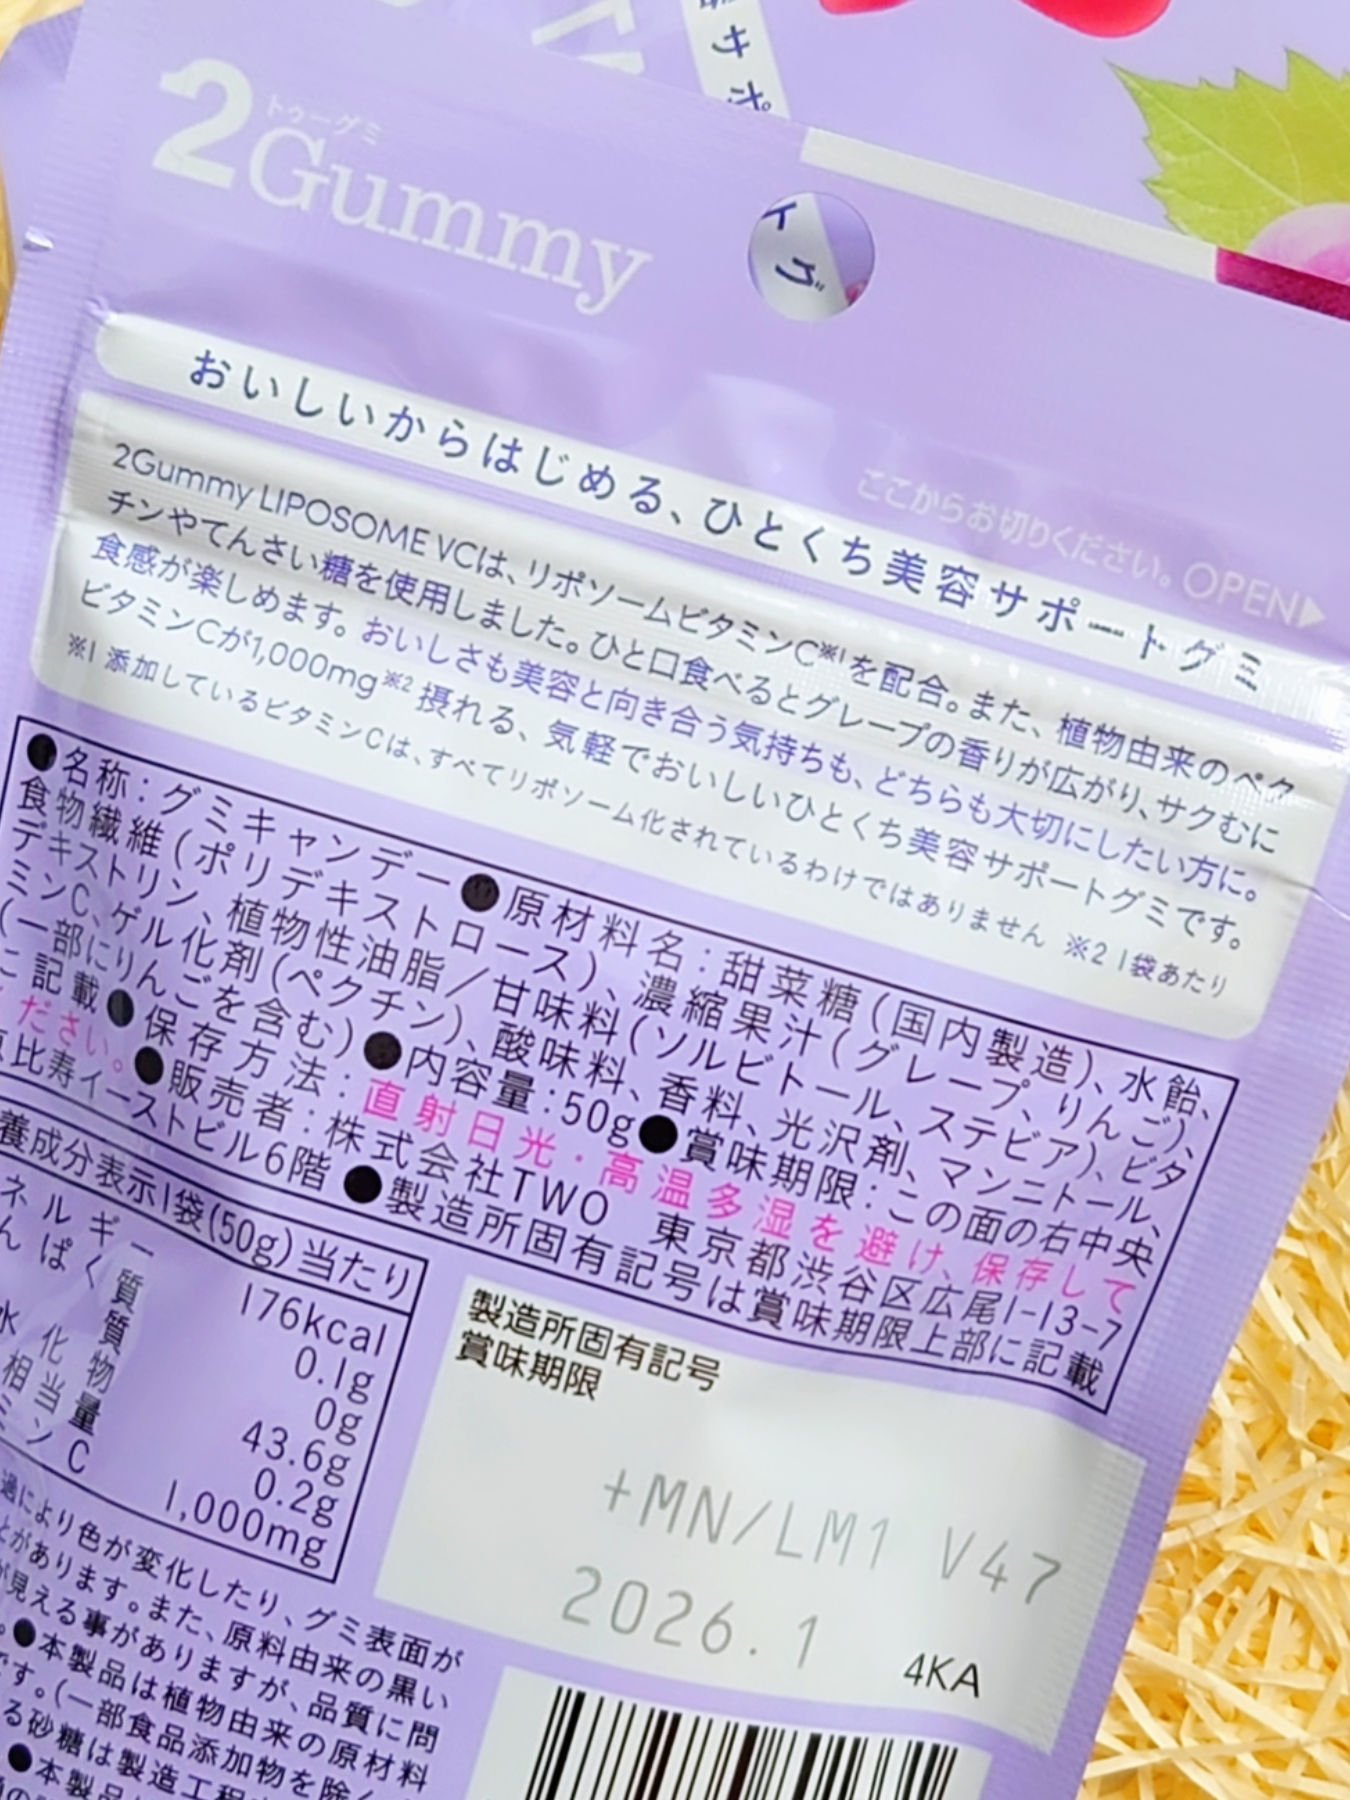 サポ
トゥーグミ
2Gummy
イグ
ここからお切りください。OPEN▶
おいしいからはじめる、ひとくち美容サポートグミ
2Gummy LIPOSOME VCは、リポソームビタミンC※1を配合。また、植物由来のペク
チンやてんさい糖を使用しました。ひと口食べるとグレープの香りが広がり、サクむに
食感が楽しめます。おいしさも美容と向き合う気持ちも、どちらも大切にしたい方に。
ビタミンCが1,000mg※2摂れる、気軽でおいしいひとくち美容サポートグミです。
※1 添加しているビタミンCは、すべてリポソーム化されているわけではありません ※2 1袋あたり
●名称：グミキャンデー●原材料名：甜菜糖（国内製造）、水飴、
食物繊維（ポリデキストロース）、濃縮果汁（グレープ、りんご）、
デキストリン、植物性油脂／甘味料（ソルビトール、ステビア）、ビタ
ミンC、ゲル化剤（ペクチン）、酸味料、香料、光沢剤、マンニトール、
（一部にりんごを含む）●内容量：50g●賞味期限：この面の右中央
に記載●保存方法：直射日光・高温多湿を避け、保存して
ください。●販売者：株式会社TWO 東京都渋谷区広尾1-13-7
比寿イーストビル6階●製造所固有記号は賞味期限上部に記載
養成分表示1袋(50g)当たり
ネルギー 176kcal
んぱく質 0.1g
質 0g
水化物 43.6g
相当量 0.2g
ミンC 1,000mg
製造所固有記号
賞味期限
+MN/LM1 V47
2026.1
4KA
過により色が変化したり、グミ表面が
とがあります。また、原料由来の黒い
が見える事がありますが、品質に問
。●本製品は植物由来の原材料
です。（一部食品添加物を除
る砂糖は製造工程
●本製品